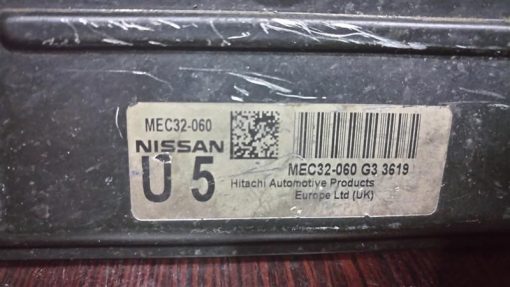 MEC32-060
NISSAN
U 5
MEC32-060 G3 3619
Hitachi Automotive Products
Europe Ltd (UK)